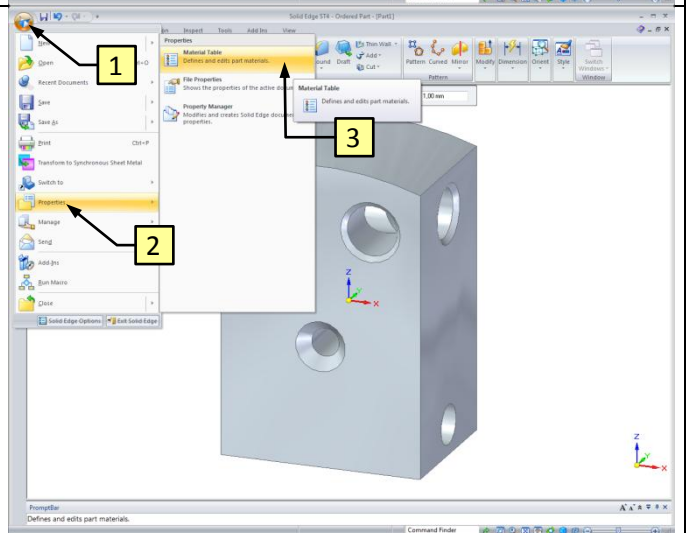 Solid Edge ST4 - Ordered Part - [Part1]
Inspect Tools Add Ins View
New
Open
Recent Documents
Save
Save As
Print Ctrl+P
Transform to Synchronous Sheet Metal
Switch to
Properties
Manage
Send
Add-Ins
Run Macro
Close
Solid Edge Options Exit Solid Edge
Properties
Material Table
Defines and edits part materials.
File Properties
Shows the properties of the active
Property Manager
Modifies and creates Solid Edge
properties.
Material Table
Defines and edits part materials.
Draft
Thin Wall
Add
Cut
Pattern Curved Mirror
Pattern
Modify Dimension Orient Style
Switch
Windows
Window
1,00 mm
1
2
3
Z
Y
X
Z
Y
X
PromptBar
Defines and edits part materials.
Command Finder